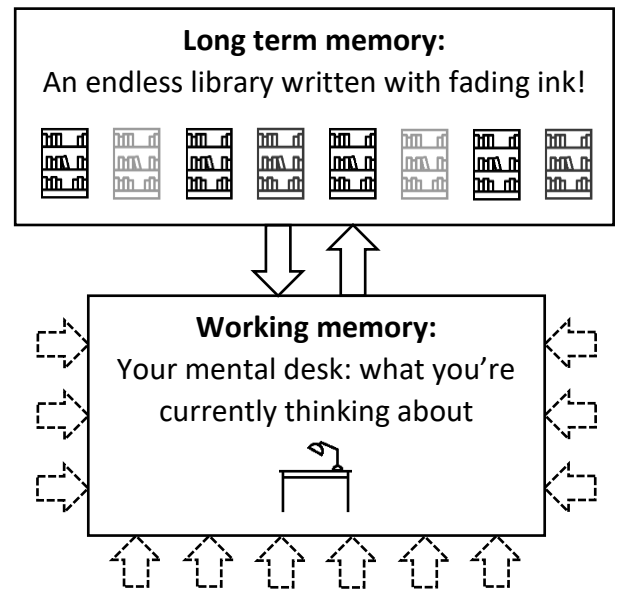 Long term memory:
An endless library written with fading ink!
Working memory:
Your mental desk: what you’re
currently thinking about